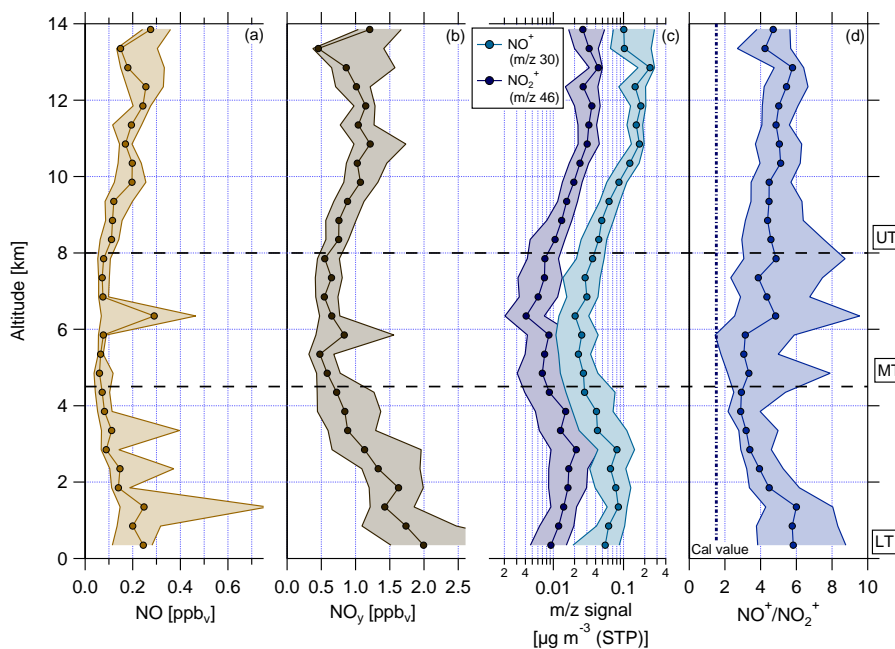 14
12
10
8
6
4
2
0
Altitude [km]
(a)
(b)
(c)
(d)
NO⁺
(m/z 30)
NO₂⁺
(m/z 46)
UT
MT
LT
Cal value
0.0 0.2 0.4 0.6
NO [ppbᵥ]
0.0 0.5 1.0 1.5 2.0 2.5
NOy [ppbᵥ]
2 4 0.01 2 4 0.1 2 4
m/z signal
[µg m⁻³ (STP)]
0 2 4 6 8 10
NO⁺/NO₂⁺